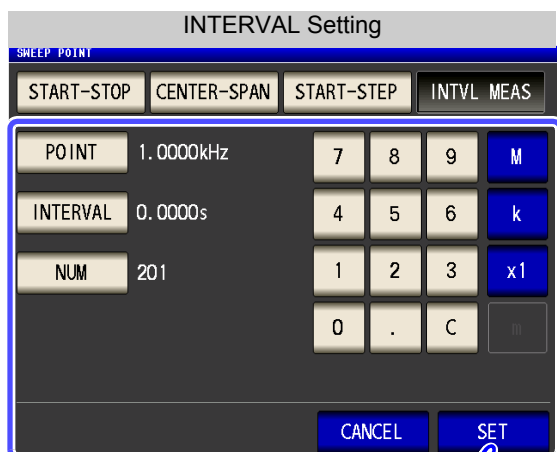 INTERVAL Setting
SWEEP POINT
START-STOP CENTER-SPAN START-STEP INTVL MEAS
POINT 1.0000kHz 7 8 9 M
INTERVAL 0.0000s 4 5 6 k
NUM 201 1 2 3 x1
0 . C m
CANCEL SET